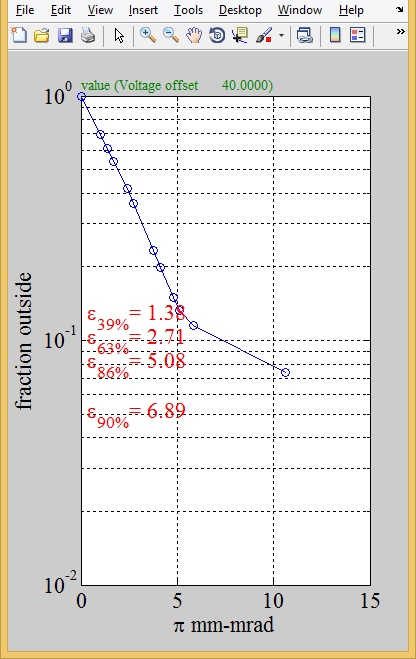 File Edit View Insert Tools Desktop Window Help
value (Voltage offset 40.0000)
10^0
fraction outside
ε39% = 1.38
10^-1
ε63% = 2.71
ε86% = 5.08
ε90% = 6.89
10^-2
0 5 10 15
π mm-mrad